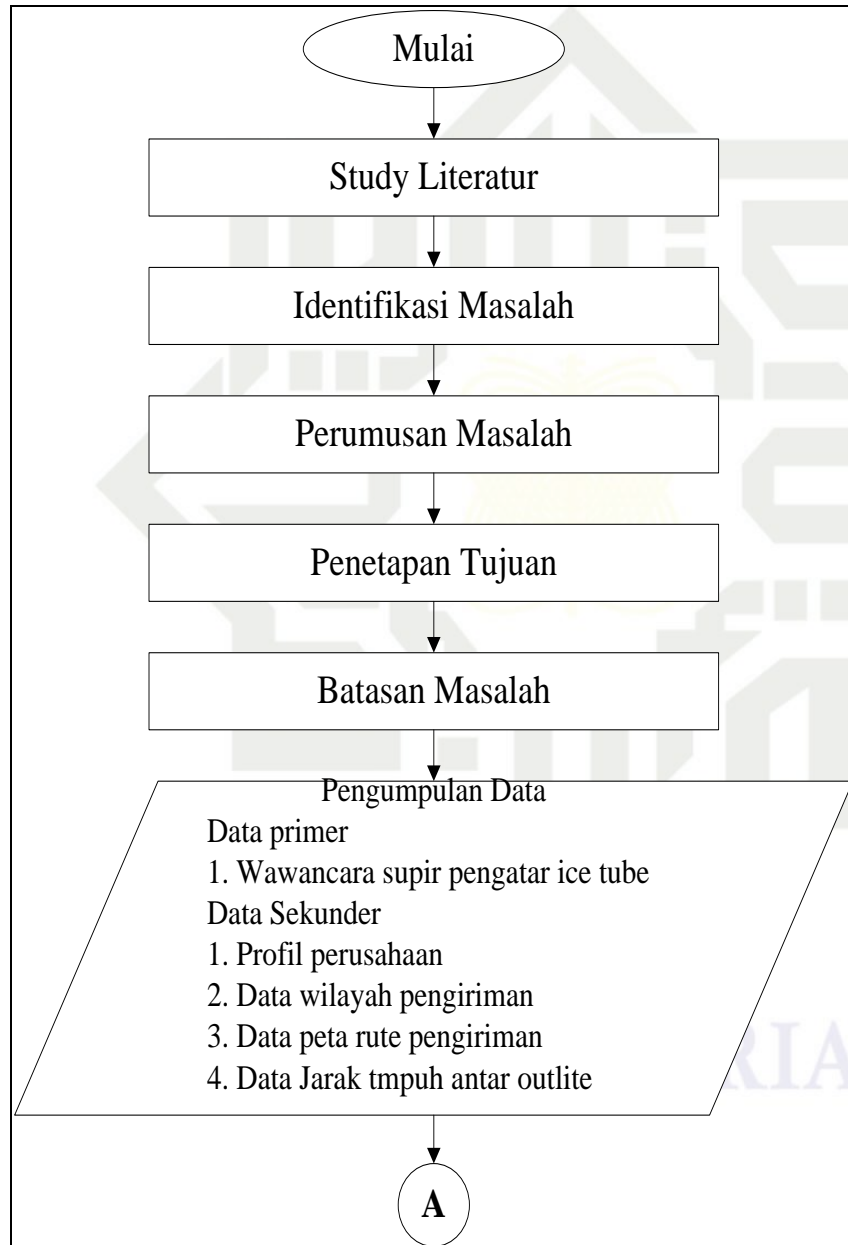 Mulai
Study Literatur
Identifikasi Masalah
Perumusan Masalah
Penetapan Tujuan
Batasan Masalah
Pengumpulan Data
Data primer
1. Wawancara supir pengatar ice tube
Data Sekunder
1. Profil perusahaan
2. Data wilayah pengiriman
3. Data peta rute pengiriman
4. Data Jarak tmpuh antar outlite
RIA
A